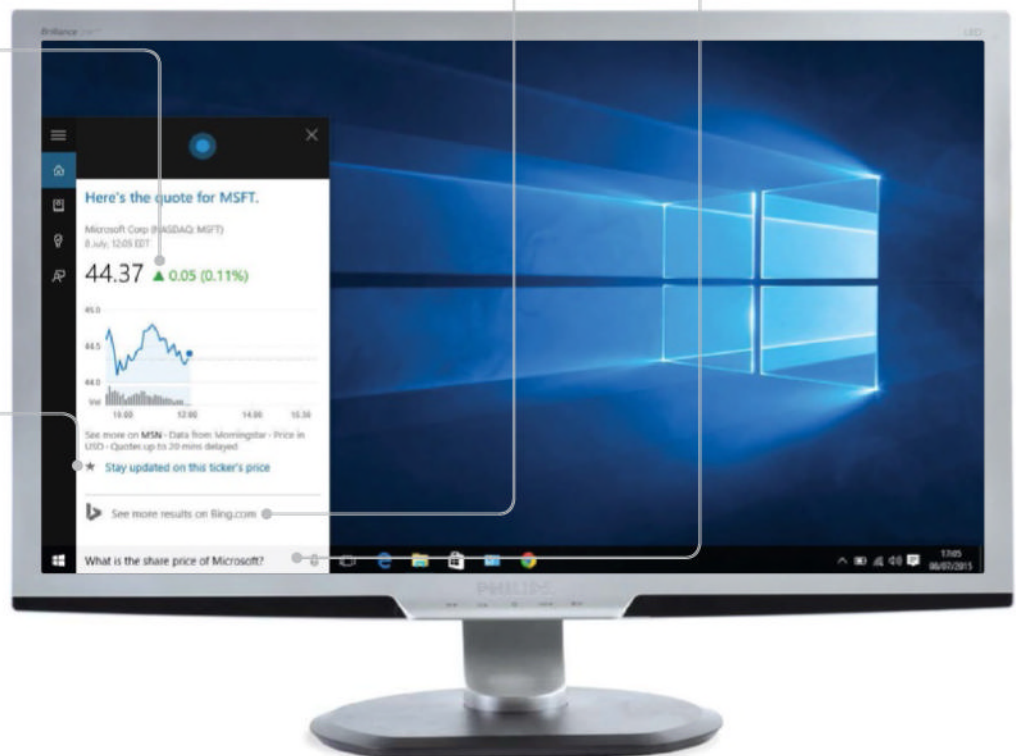 Brilliance
LED
Here's the quote for MSFT.
Microsoft Corp (NASDAQ: MSFT)
8 July, 12:05 EDT
44.37 ▲ 0.05 (0.11%)
45.0
44.5
44.0
Vol
10:00 12:00 14:00 16:30
See more on MSN · Data from Morningstar · Price in
USD · Quotes up to 20 mins delayed
★ Stay updated on this ticker's price
See more results on Bing.com
What is the share price of Microsoft?
17:05
08/07/2015
PHILIPS